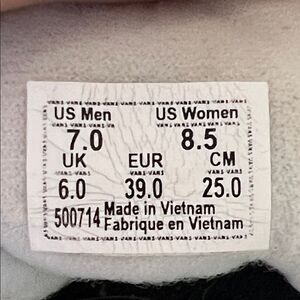 US Men US Women
7.0 8.5
UK EUR CM
6.0 39.0 25.0
500714 Made in Vietnam
Fabrique en Vietnam